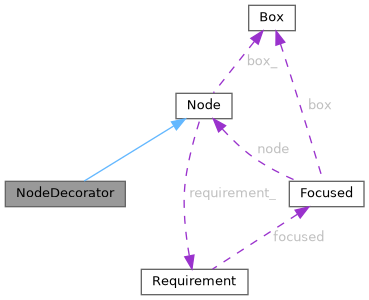 Box
box_
box
Node
node
NodeDecorator
requirement_
Focused
focused
Requirement